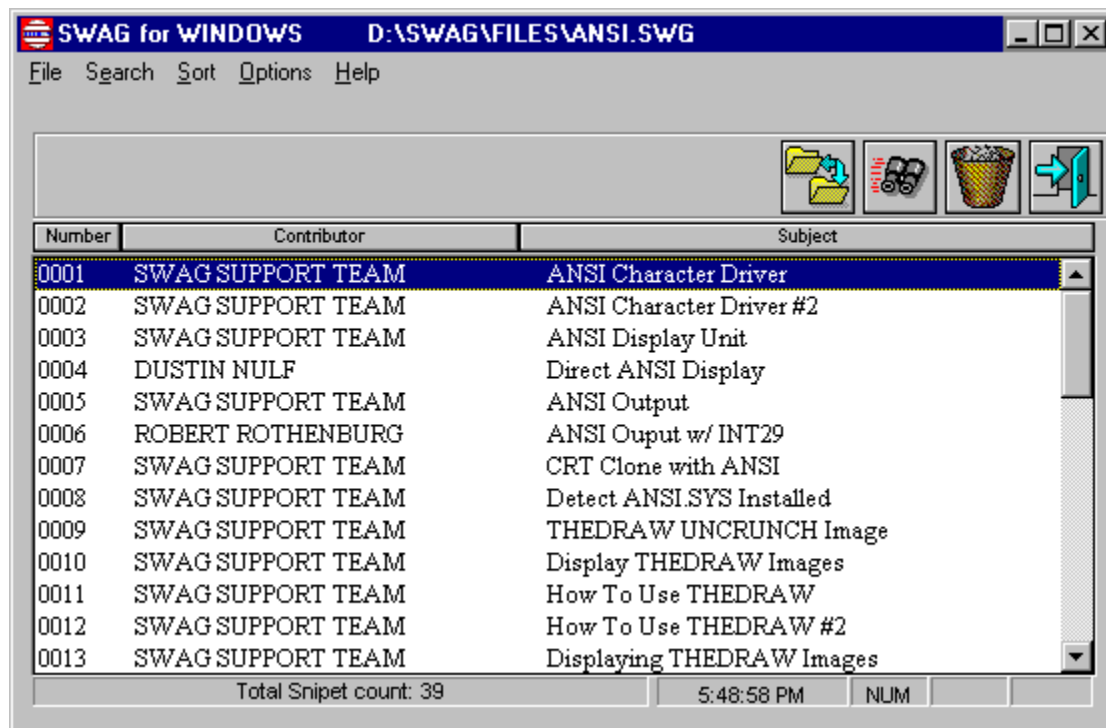 SWAG for WINDOWS D:\SWAG\FILES\ANSI.SWG
File Search Sort Options Help
Number Contributor Subject
0001 SWAG SUPPORT TEAM ANSI Character Driver
0002 SWAG SUPPORT TEAM ANSI Character Driver #2
0003 SWAG SUPPORT TEAM ANSI Display Unit
0004 DUSTIN NULF Direct ANSI Display
0005 SWAG SUPPORT TEAM ANSI Output
0006 ROBERT ROTHENBURG ANSI Ouput w/ INT29
0007 SWAG SUPPORT TEAM CRT Clone with ANSI
0008 SWAG SUPPORT TEAM Detect ANSI.SYS Installed
0009 SWAG SUPPORT TEAM THEDRAW UNCRUNCH Image
0010 SWAG SUPPORT TEAM Display THEDRAW Images
0011 SWAG SUPPORT TEAM How To Use THEDRAW
0012 SWAG SUPPORT TEAM How To Use THEDRAW #2
0013 SWAG SUPPORT TEAM Displaying THEDRAW Images
Total Snipet count: 39 5:48:58 PM NUM